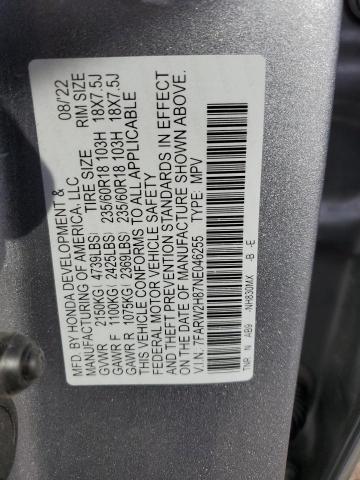 MFD. BY HONDA DEVELOPMENT & 08/'22
MANUFACTURING OF AMERICA, LLC
TIRE SIZE RIM SIZE
GVWR 2150KG( 4739LBS) 235/60R18 103H 18X7.5J
GAWR F 1100KG( 2425LBS) 235/60R18 103H 18X7.5J
GAWR R 1075KG( 2369LBS)
THIS VEHICLE CONFORMS TO ALL APPLICABLE
FEDERAL MOTOR VEHICLE SAFETY
AND THEFT PREVENTION STANDARDS IN EFFECT
ON THE DATE OF MANUFACTURE SHOWN ABOVE.
V.I.N. 7FARW2H87NE046255 TYPE: MPV
TNR N AB9 -NH830MX -B -E